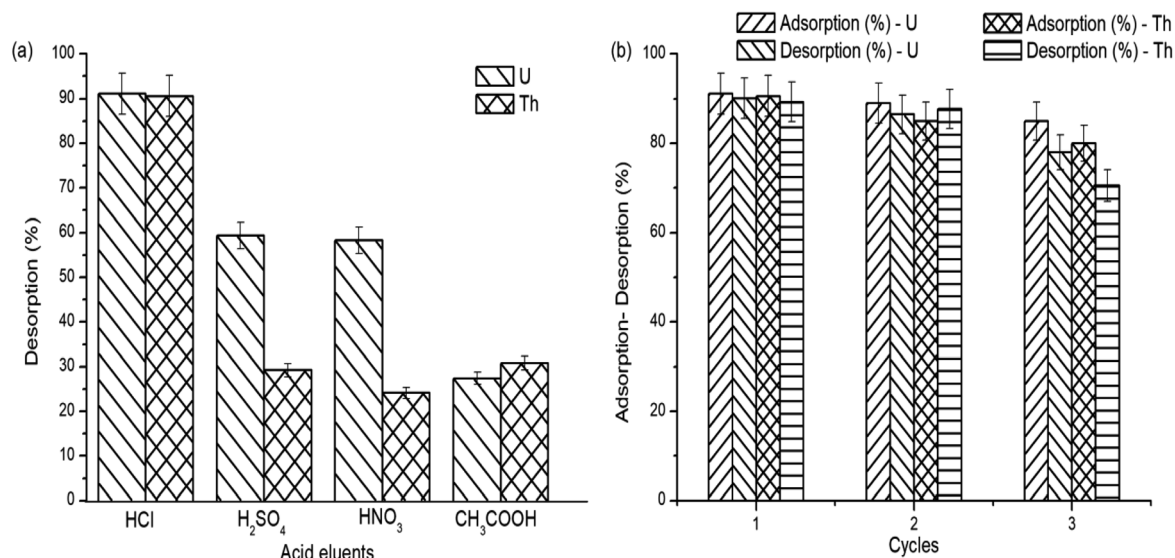 (a)
Desorption (%)
100
90
80
70
60
50
40
30
20
10
0
U
Th
HCl
H₂SO₄
HNO₃
CH₃COOH
Acid eluents
(b)
Adsorption (%) - U
Desorption (%) - U
Adsorption (%) - Th
Desorption (%) - Th
Adsorption- Desorption (%)
100
80
60
40
20
0
1
2
3
Cycles